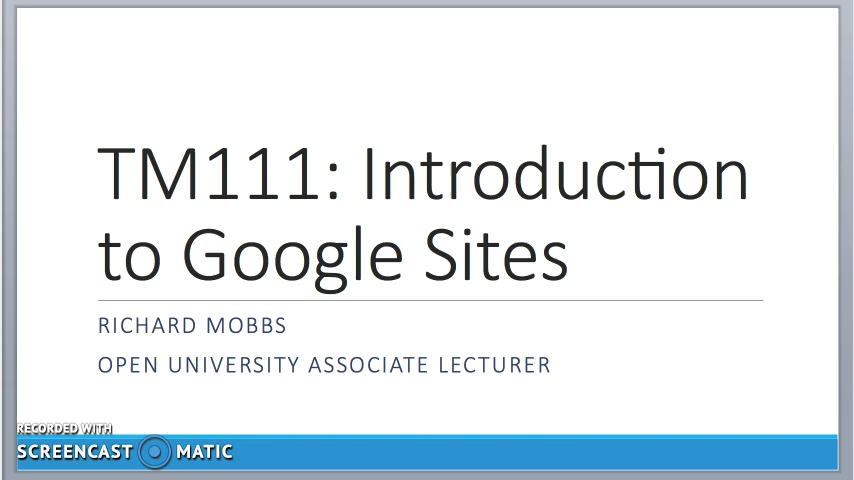 TM111: Introduction
to Google Sites
RICHARD MOBBS
OPEN UNIVERSITY ASSOCIATE LECTURER
RECORDED WITH
SCREENCAST MATIC